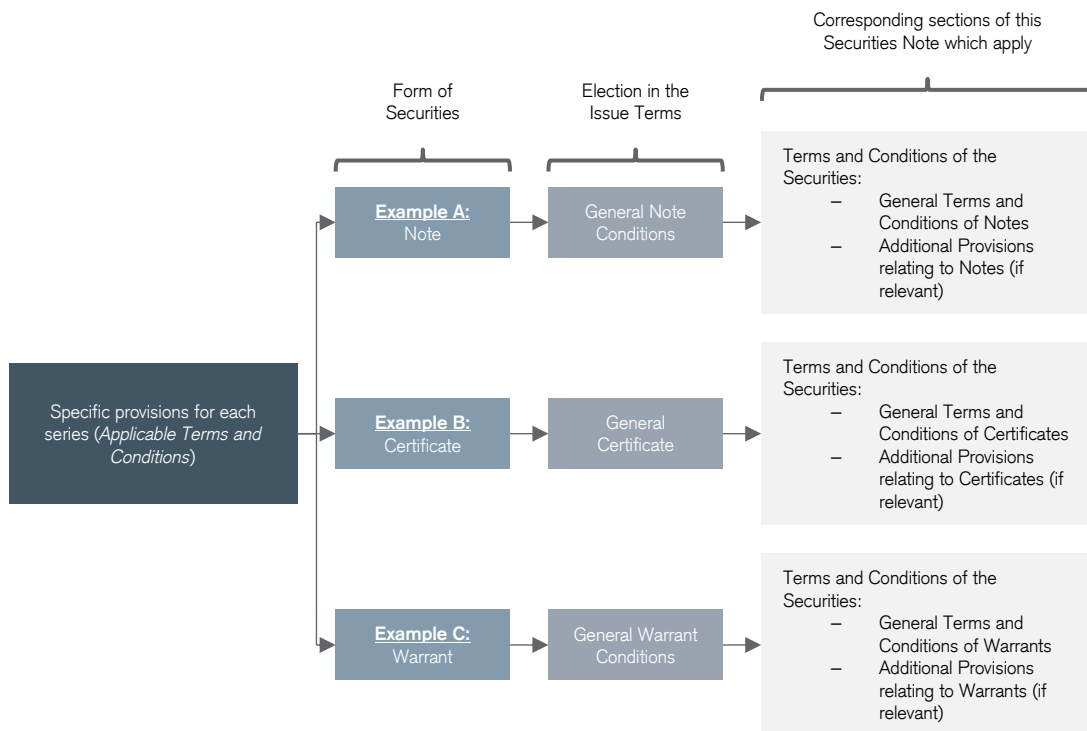 Corresponding sections of this
Securities Note which apply
Form of
Securities
Election in the
Issue Terms
Terms and Conditions of the
Securities:
– General Terms and
Conditions of Notes
– Additional Provisions
relating to Notes (if
relevant)
Example A:
Note
General Note
Conditions
Specific provisions for each
series (Applicable Terms and
Conditions)
Example B:
Certificate
General
Certificate
Terms and Conditions of the
Securities:
– General Terms and
Conditions of Certificates
– Additional Provisions
relating to Certificates (if
relevant)
Example C:
Warrant
General Warrant
Conditions
Terms and Conditions of the
Securities:
– General Terms and
Conditions of Warrants
– Additional Provisions
relating to Warrants (if
relevant)